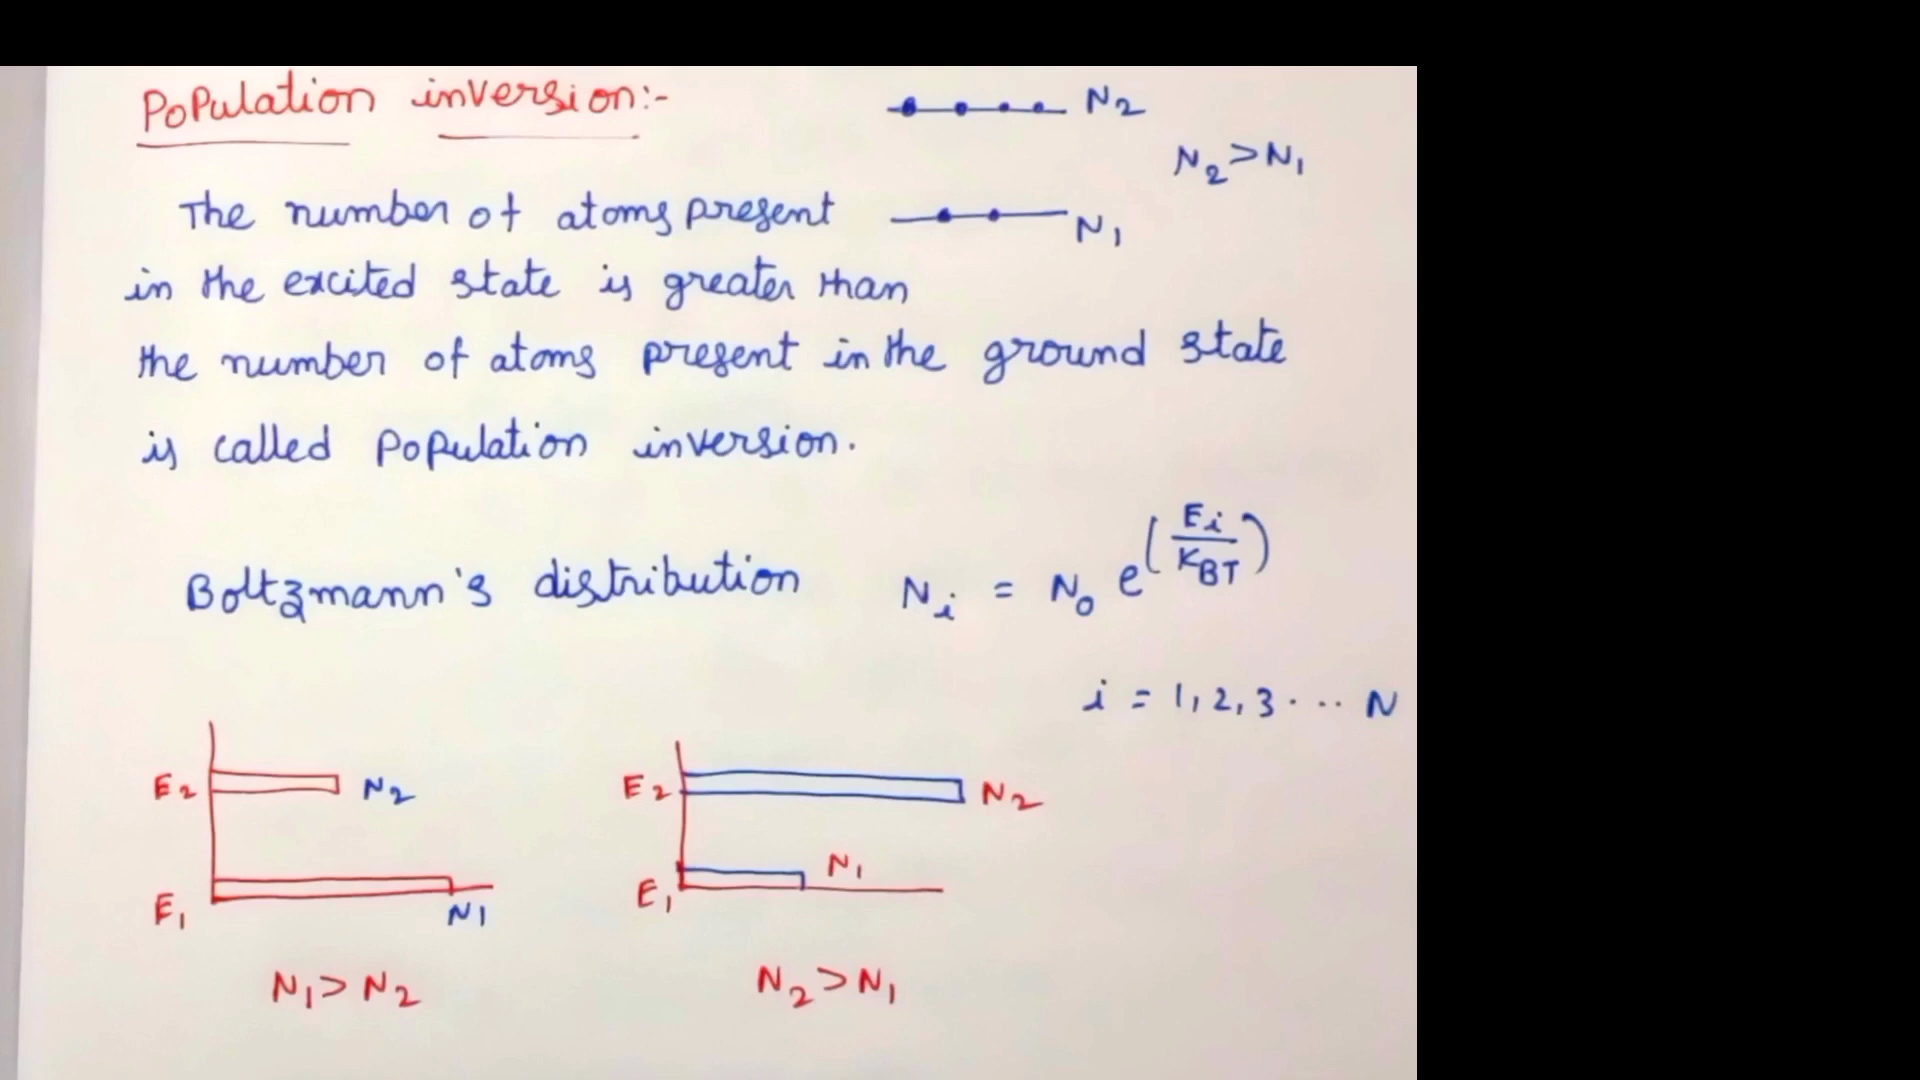 Population inversion:-
N2
N2 > N1
The number of atoms present
N1
in the excited state is greater than
the number of atoms present in the ground state
is called Population inversion.
Boltzmann's distribution Ni = N0 e^(Ei/KBT)
i = 1, 2, 3 . ... N
E2 N2
E1 N1
N1 > N2
E2 N2
E1 N1
N2 > N1